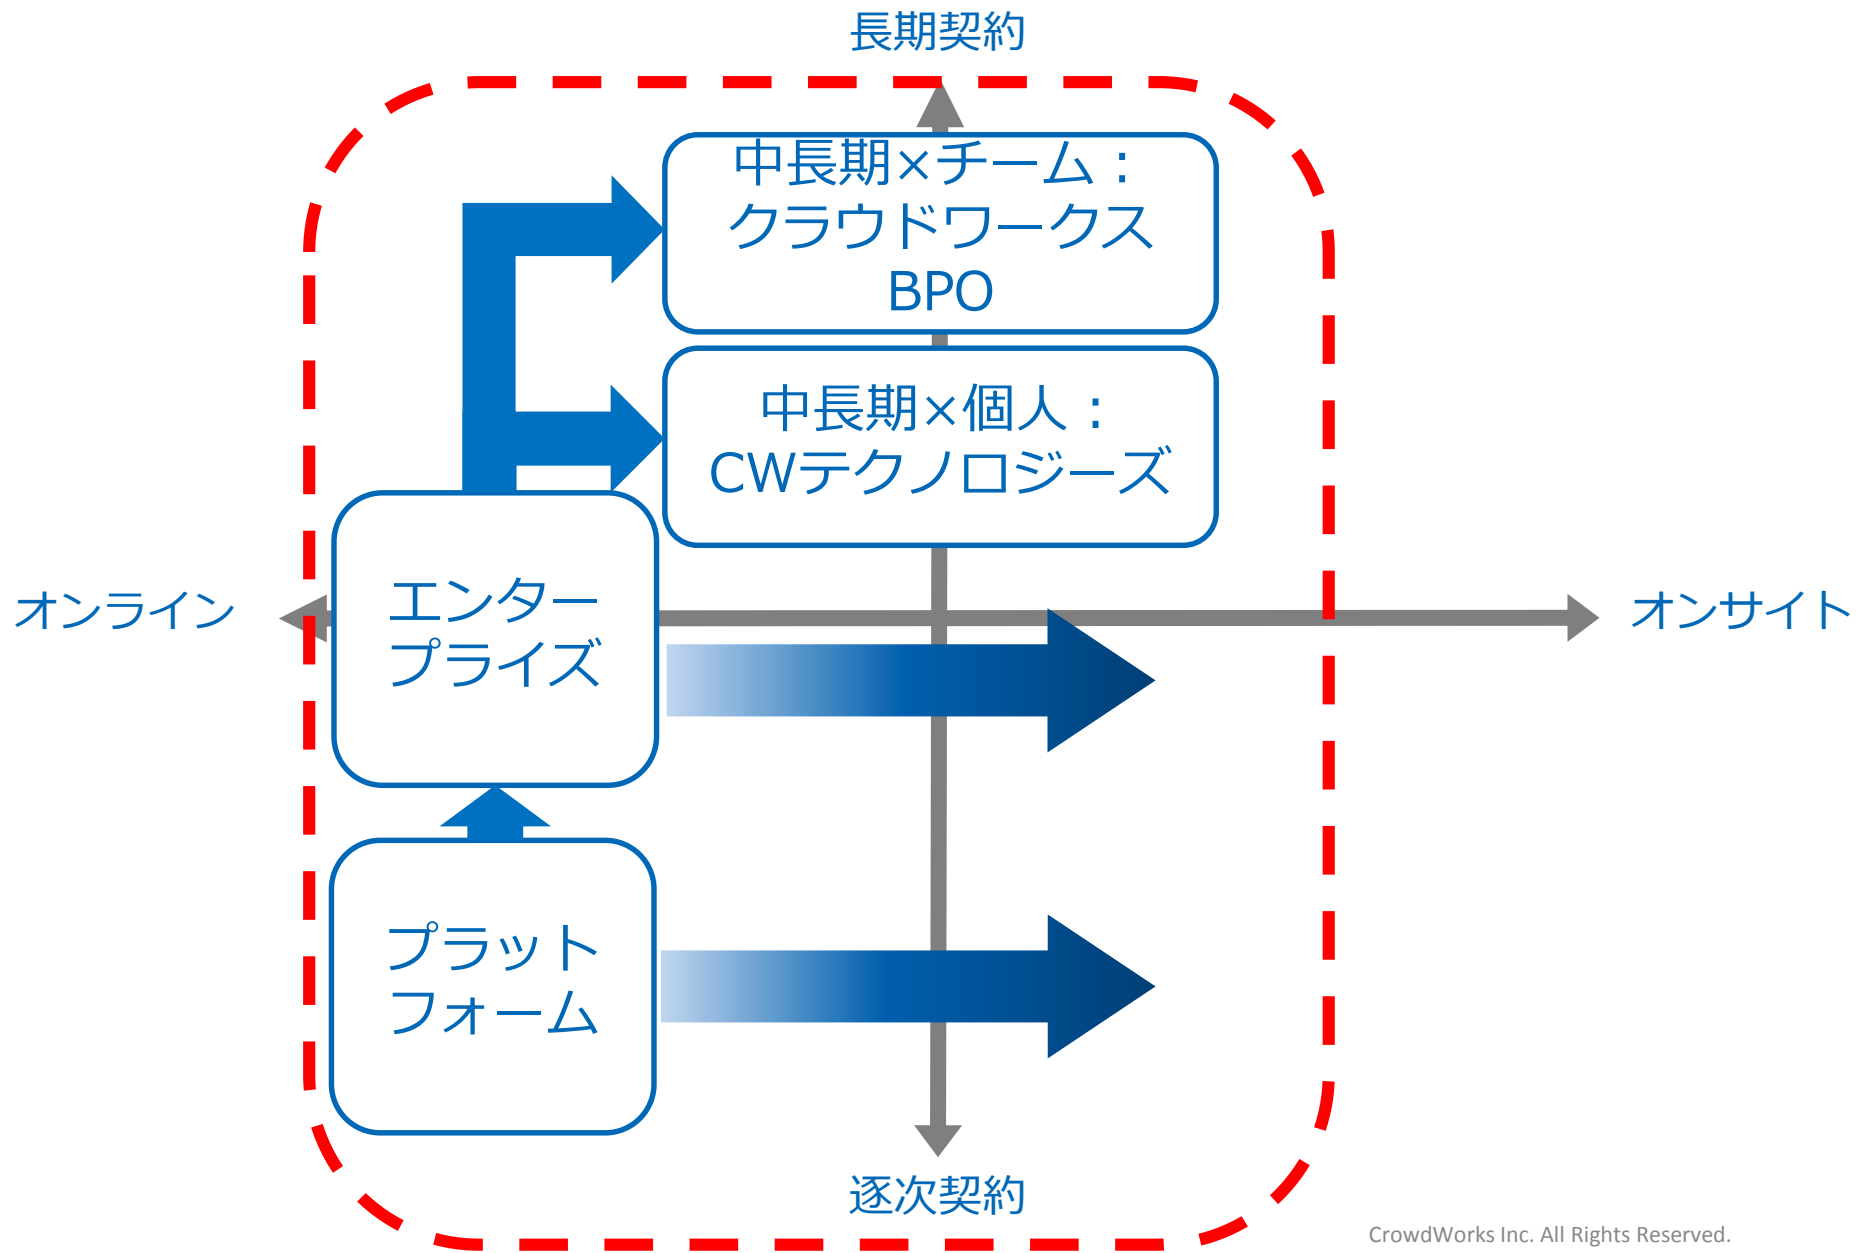 長期契約
中長期×チーム：
クラウドワークス
BPO
中長期×個人：
CWテクノロジーズ
オンライン
エンター
プライズ
オンサイト
プラット
フォーム
逐次契約
CrowdWorks Inc. All Rights Reserved.